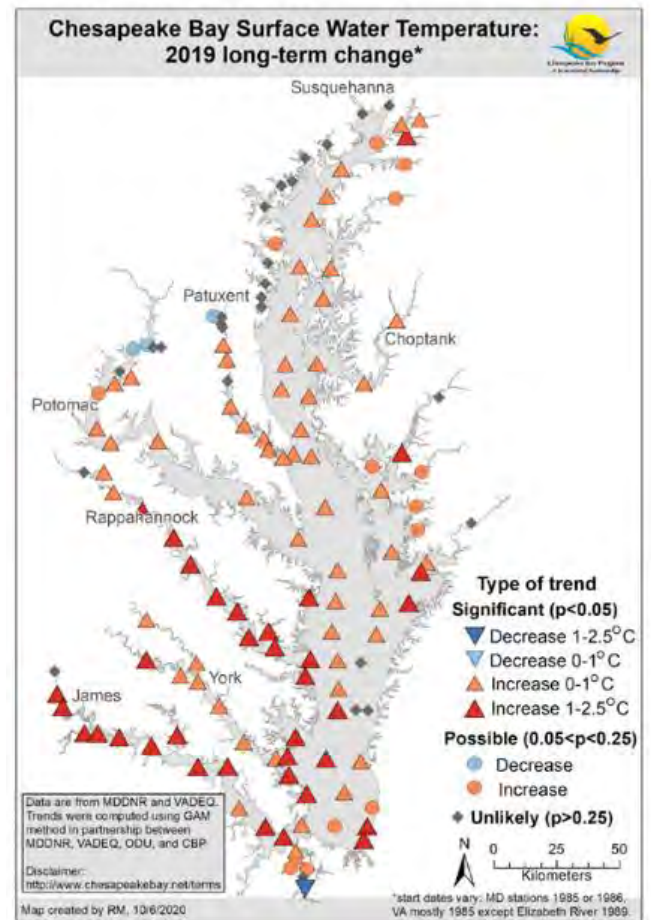 Chesapeake Bay Surface Water Temperature:
2019 long-term change*
Chesapeake Bay Program
Susquehanna
Patuxent
Choptank
Potomac
Rappahannock
York
James
Type of trend
Significant (p<0.05)
Decrease 1-2.5°C
Decrease 0-1°C
Increase 0-1°C
Increase 1-2.5°C
Possible (0.05<p<0.25)
Decrease
Increase
Unlikely (p>0.25)
N
0 25 50
Kilometers
Data are from MDDNR and VADEQ.
Trends were computed using GAM
method in partnership between
MDDNR, VADEQ, ODU, and CBP
Disclaimer:
http://www.chesapeakebay.net/terms
Map created by RM, 10/6/2020
*start dates vary: MD stations 1985 or 1986,
VA mostly 1985 except Elizabeth River 1989.